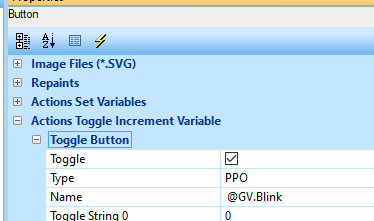 Properties
Button
Image Files (*.SVG)
Repaints
Actions Set Variables
Actions Toggle Increment Variable
Toggle Button
Toggle
Type PPO
Name @GV.Blink
Toggle String 0 0